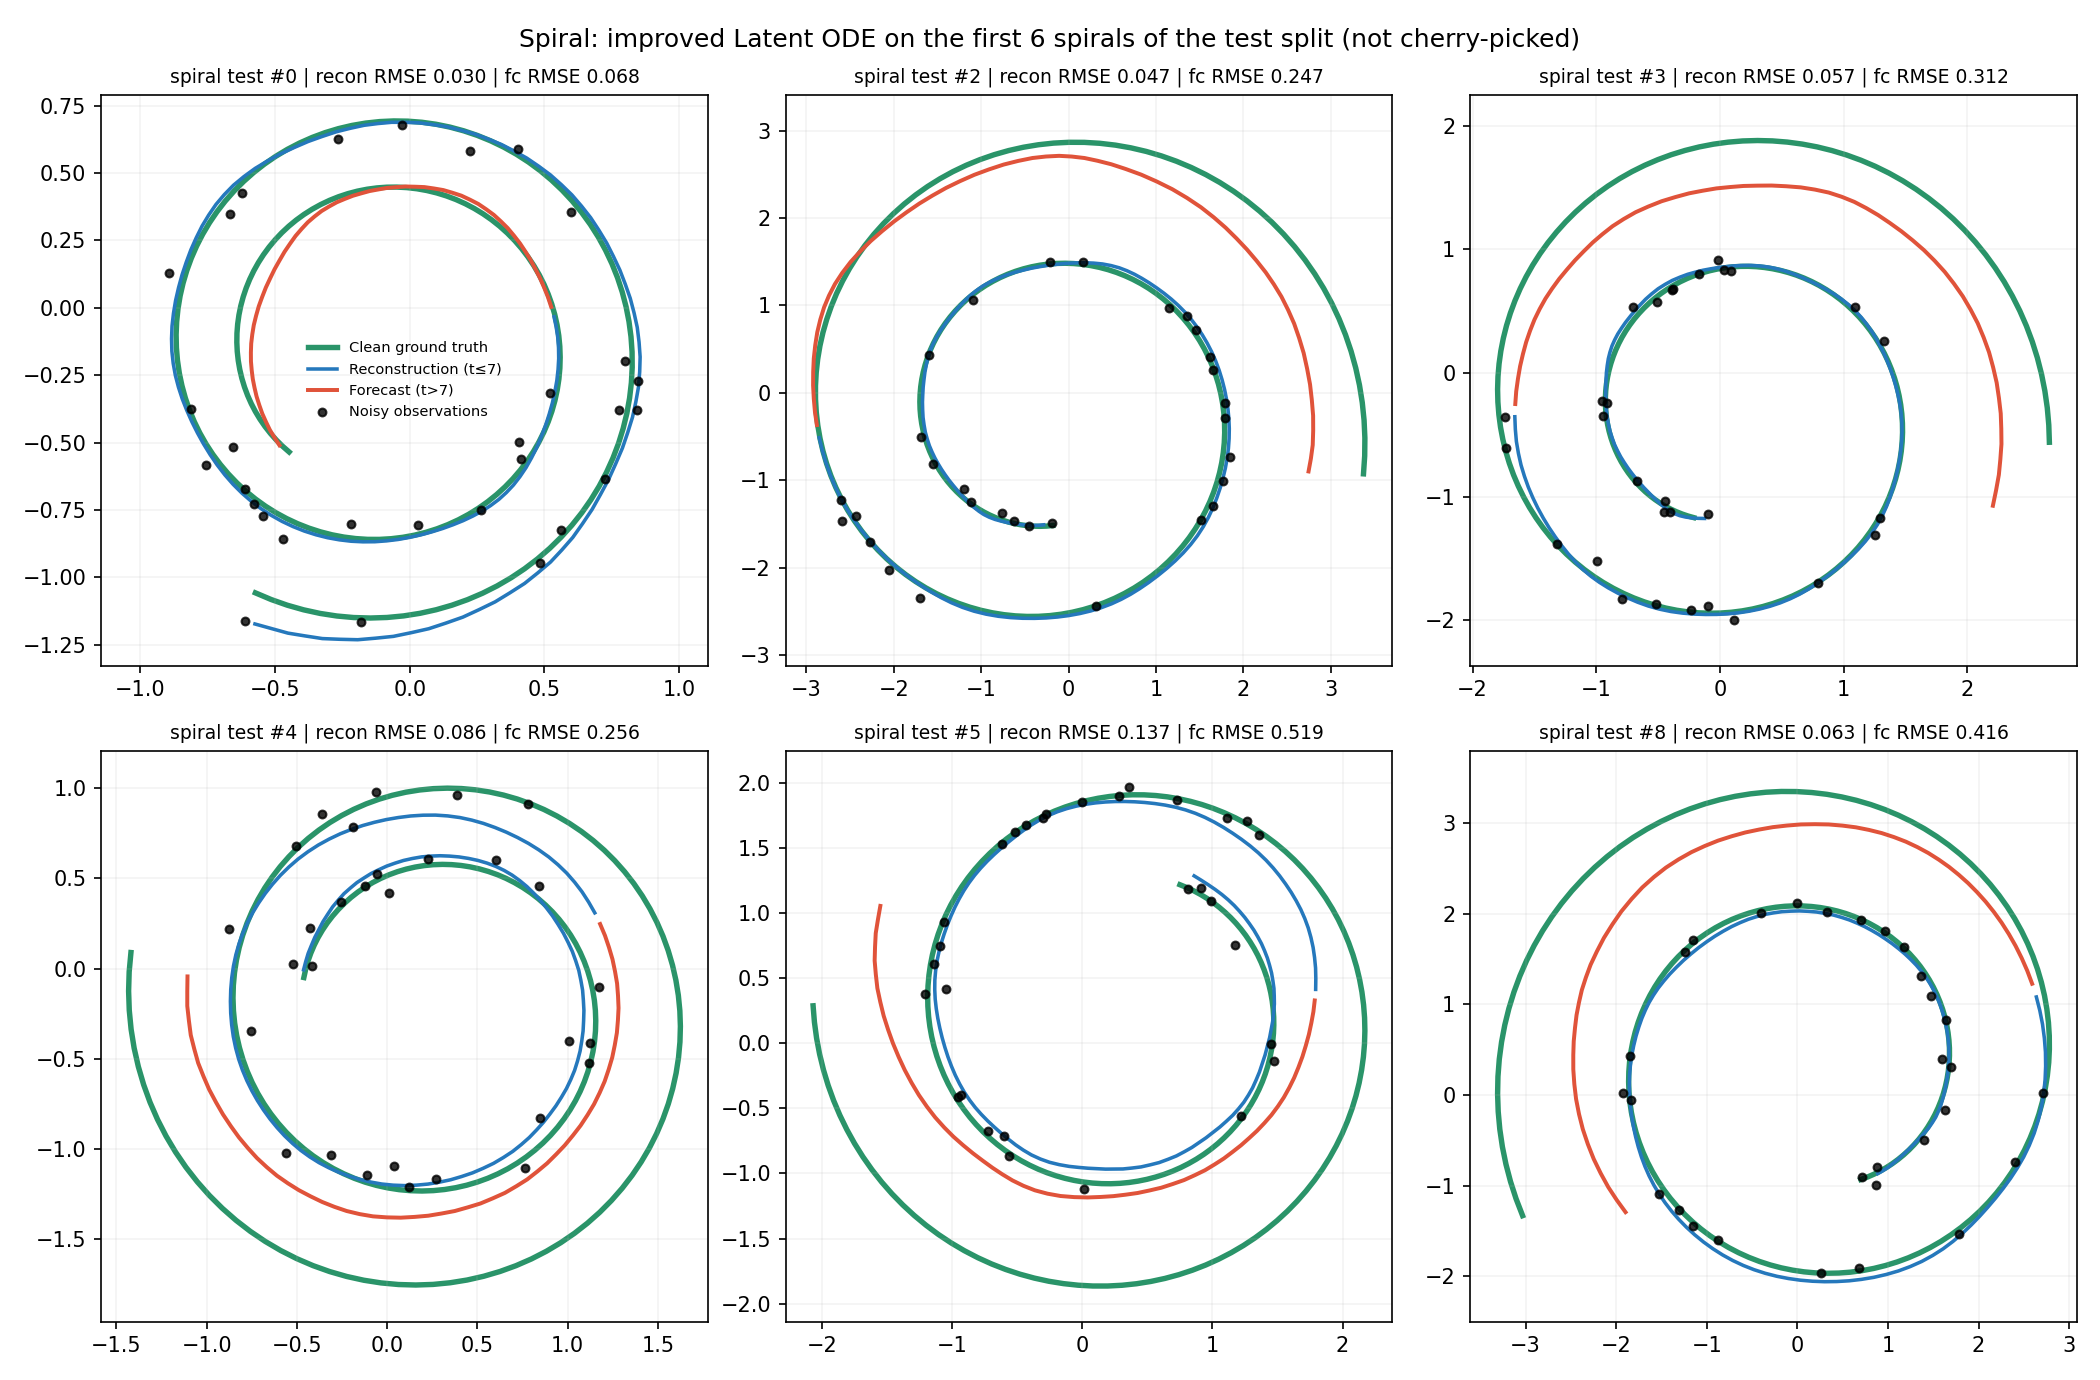 Spiral: improved Latent ODE on the first 6 spirals of the test split (not cherry-picked)
spiral test #0 | recon RMSE 0.030 | fc RMSE 0.068
0.75
0.50
0.25
0.00
−0.25
−0.50
−0.75
−1.00
−1.25
Clean ground truth
Reconstruction (t≤7)
Forecast (t>7)
Noisy observations
−1.0 −0.5 0.0 0.5 1.0
spiral test #2 | recon RMSE 0.047 | fc RMSE 0.247
3
2
1
0
−1
−2
−3
−3 −2 −1 0 1 2 3
spiral test #3 | recon RMSE 0.057 | fc RMSE 0.312
2
1
0
−1
−2
−2 −1 0 1 2
spiral test #4 | recon RMSE 0.086 | fc RMSE 0.256
1.0
0.5
0.0
−0.5
−1.0
−1.5
−1.5 −1.0 −0.5 0.0 0.5 1.0 1.5
spiral test #5 | recon RMSE 0.137 | fc RMSE 0.519
2.0
1.5
1.0
0.5
0.0
−0.5
−1.0
−1.5
−2.0
−2 −1 0 1 2
spiral test #8 | recon RMSE 0.063 | fc RMSE 0.416
3
2
1
0
−1
−2
−3 −2 −1 0 1 2 3